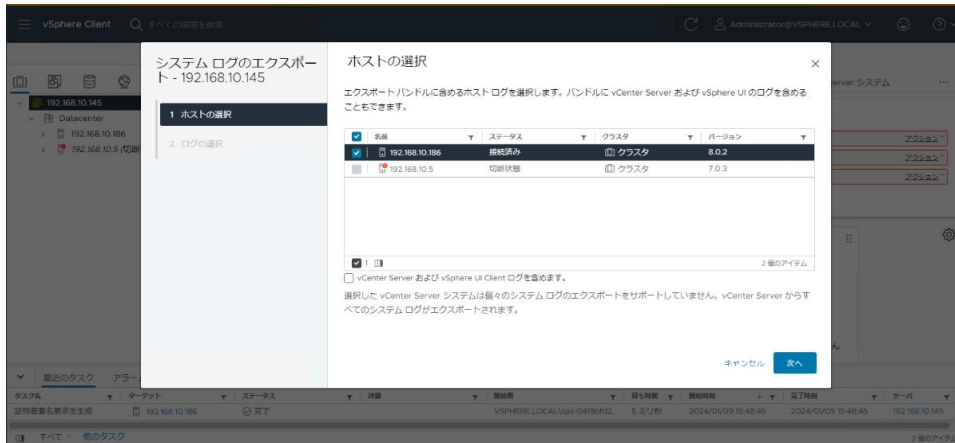 vSphere Client
すべての環境を検索
Administrator@VSPHERE.LOCAL
192.168.10.145
Datacenter
192.168.10.186
192.168.10.5 (切断
システム ログのエクスポー
ト - 192.168.10.145
1 ホストの選択
2 ログの選択
ホストの選択
エクスポート バンドルに含めるホスト ログを選択します。バンドルに vCenter Server および vSphere UI のログを含める
こともできます。
名前 ステータス クラスタ バージョン
192.168.10.186 接続済み クラスタ 8.0.2
192.168.10.5 切断状態 クラスタ 7.0.3
1 2 個のアイテム
vCenter Server および vSphere UI Client ログを含めます。
選択した vCenter Server システムは個々のシステム ログのエクスポートをサポートしていません。vCenter Server からす
べてのシステム ログがエクスポートされます。
キャンセル 次へ
erver システム
アクション
アクション
アクション
ん
最近のタスク アラー
タスク名 ターゲット ステータス 詳細 開始者 待ち時間 開始時刻 完了時刻 サーバ
証明書署名要求を生成 192.168.10.186 完了 VSPHERE.LOCAL\vps-0419bfd2... 5 ミリ秒 2024/01/09 15:48:45 2024/01/09 15:48:45 192.168.10.145
すべて 他のタスク 2 個のアイテム